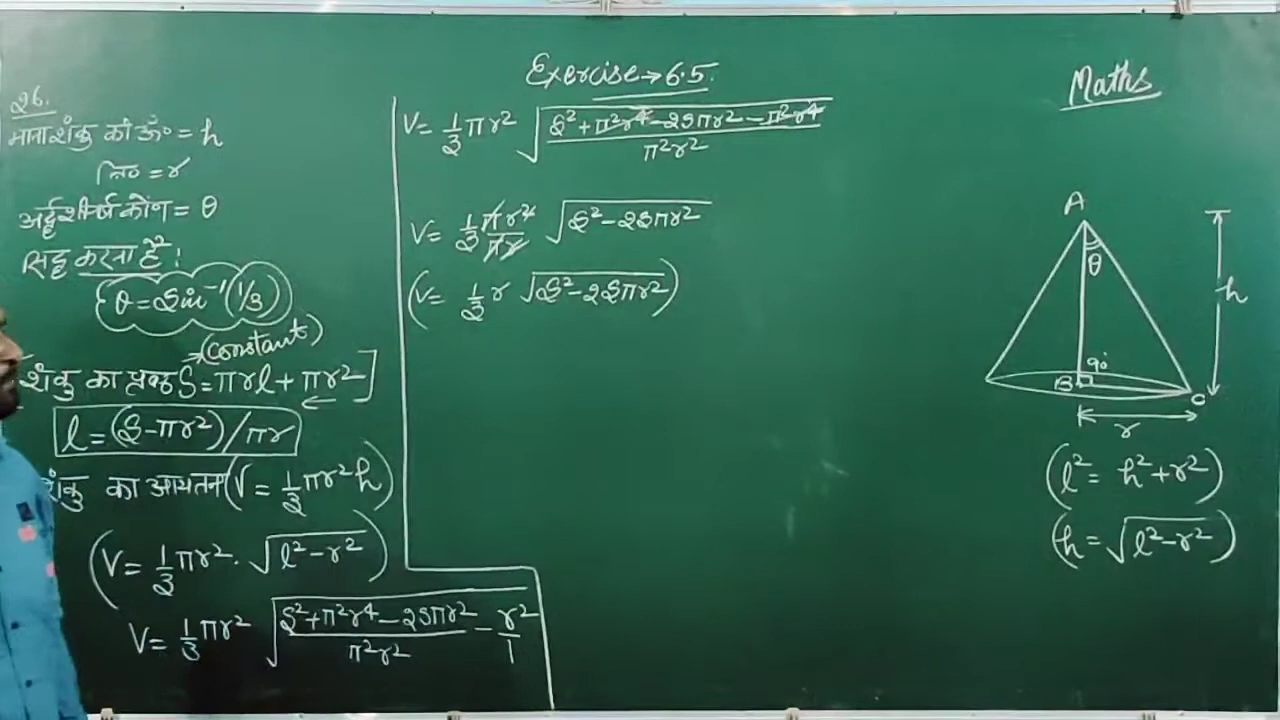 Exercise → 6.5.
Maths
26.
माना शंकु की ऊँ० = h
त्रि० = r
अर्द्धशीर्ष कोण = θ
सिद्ध करना है :
θ = Sin⁻¹(1/3)
→ (Constant)
शंकु का पृष्ठ S = πrl + πr²]
l = (S - πr²) / πr
शंकु का आयतन (V = 1/3 πr²h)
(V = 1/3 πr² · √(l² - r²))
V = 1/3 πr² √((S² + π²r⁴ - 2Sπr²)/π²r² - r²/1)
V = 1/3 πr² √((S² + π²r⁴ - 2Sπr² - π²r⁴)/π²r²)
V = 1/3 πr²/πr √(S² - 2Sπr²)
(V = 1/3 r √(S² - 2Sπr²))
A
θ
h
90°
B
C
r
(l² = h² + r²)
(h = √(l² - r²))